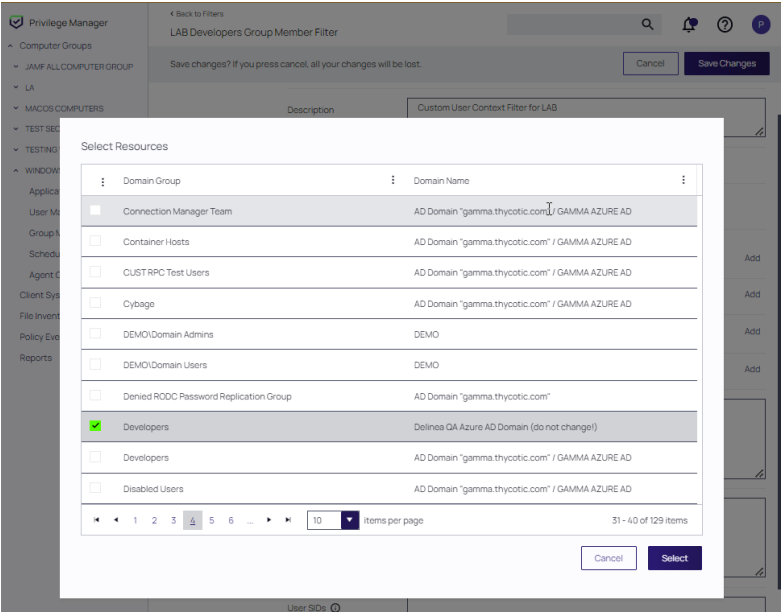 Privilege Manager
< Back to Filters
LAB Developers Group Member Filter
P
Computer Groups
JAMF ALL COMPUTER GROUP
LA
MACOS COMPUTERS
TEST SEC
TESTING
WINDOW
Applica
User Ma
Group M
Schedu
Agent C
Client Sys
File Invent
Policy Eve
Reports
Save changes? If you press cancel, all your changes will be lost.
Cancel
Save Changes
Description
Custom User Context Filter for LAB
Add
Add
Add
Add
Select Resources
Domain Group Domain Name
Connection Manager Team AD Domain "gamma.thycotic.com" / GAMMA AZURE AD
Container Hosts AD Domain "gamma.thycotic.com" / GAMMA AZURE AD
CUST RPC Test Users AD Domain "gamma.thycotic.com" / GAMMA AZURE AD
Cybage AD Domain "gamma.thycotic.com" / GAMMA AZURE AD
DEMO\Domain Admins DEMO
DEMO\Domain Users DEMO
Denied RODC Password Replication Group AD Domain "gamma.thycotic.com"
Developers Delinea QA Azure AD Domain (do not change!)
Developers AD Domain "gamma.thycotic.com" / GAMMA AZURE AD
Disabled Users AD Domain "gamma.thycotic.com" / GAMMA AZURE AD
1 2 3 4 5 6 ... 10 items per page 31 - 40 of 129 items
Cancel Select
User SIDs